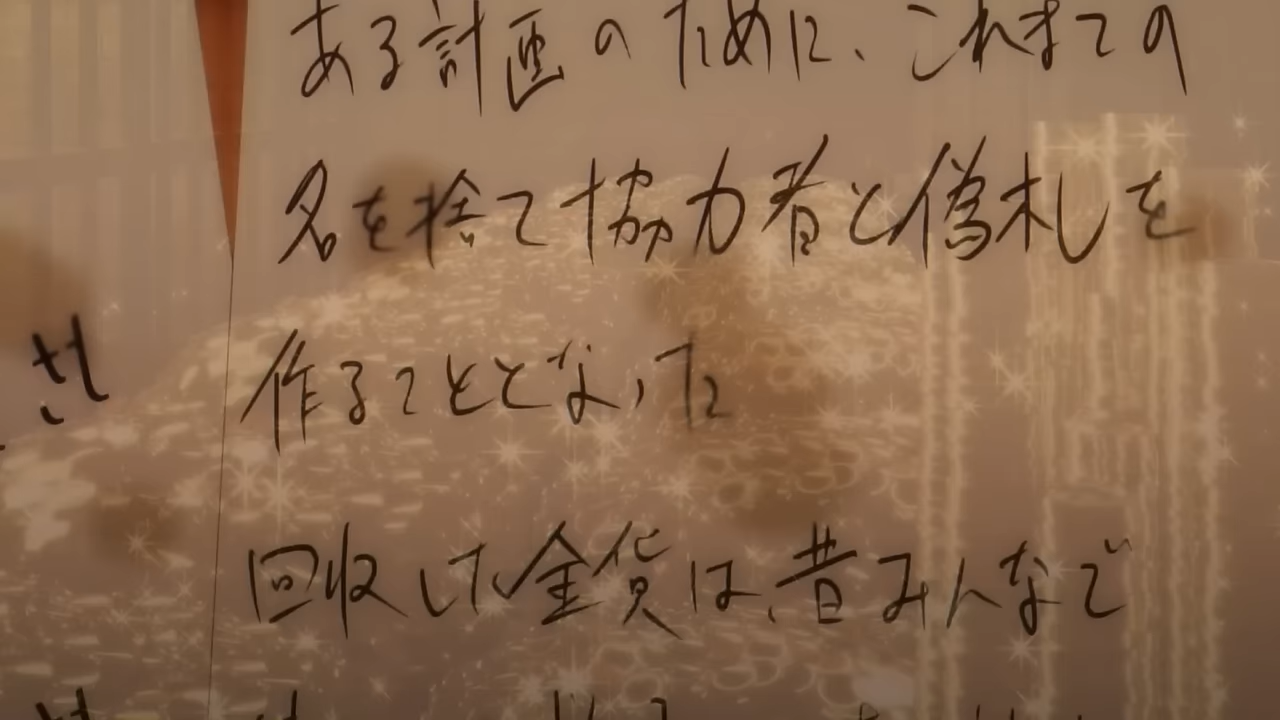 ある計画のために、これまでの
名を捨て協力者と偽札を
作ることとなった
回収した金貨は、昔みんなで